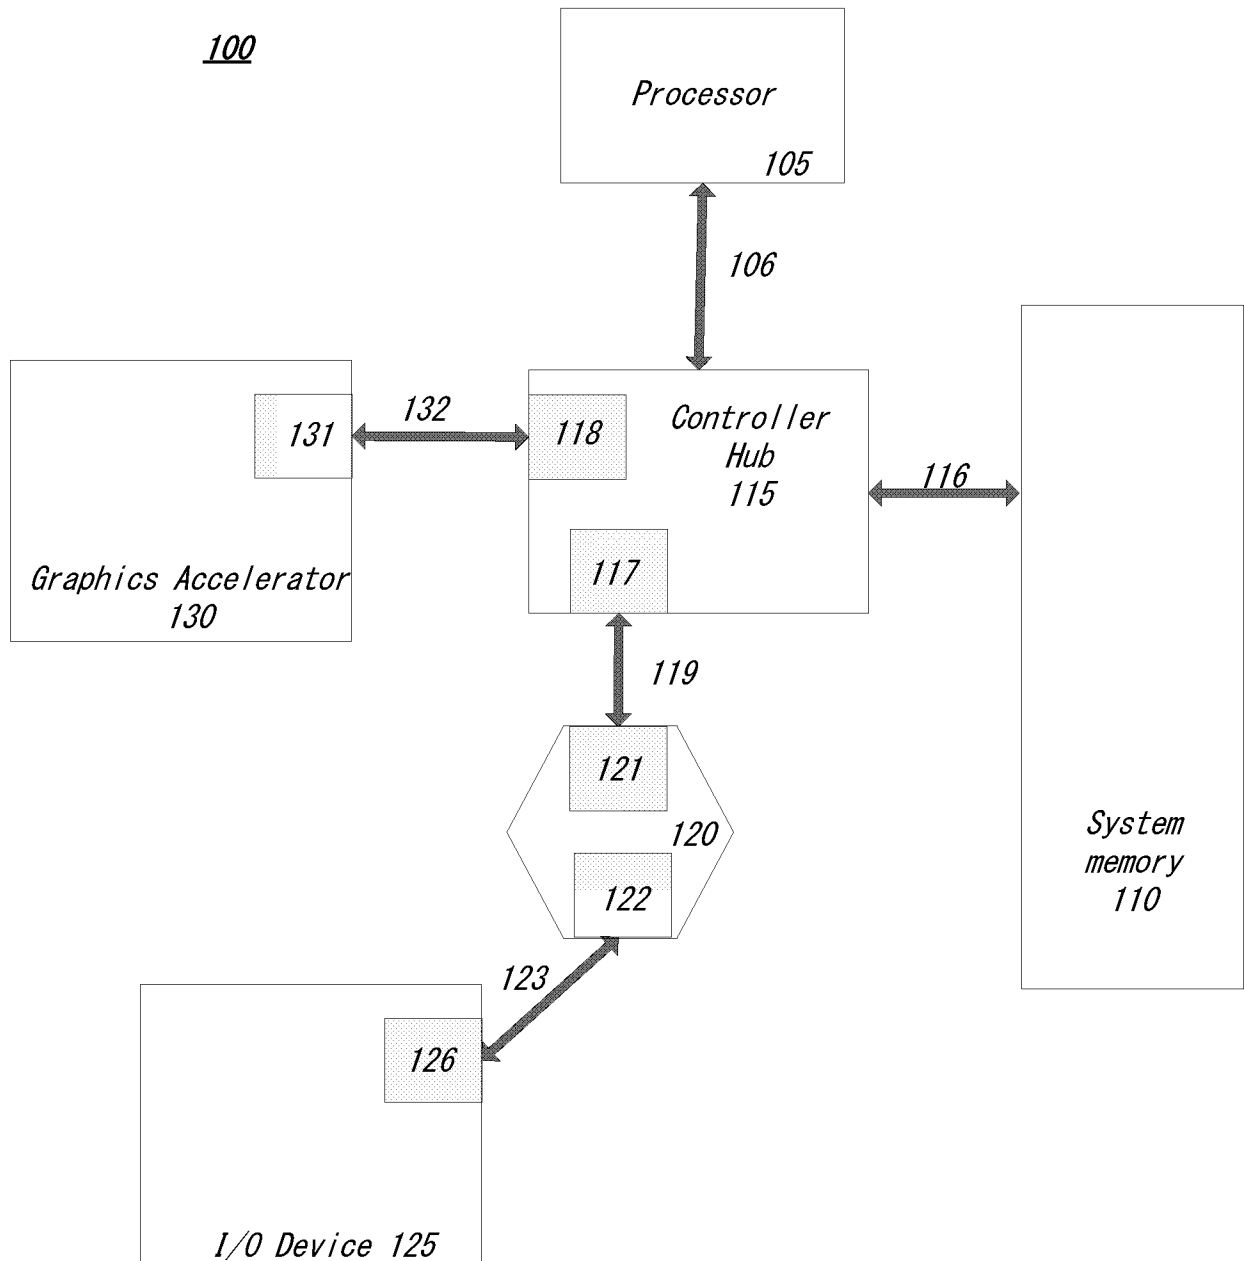 100
Processor
105
106
132
131
118
Controller
Hub
115
116
117
Graphics Accelerator
130
119
121
120
122
System
memory
110
123
126
I/O Device 125